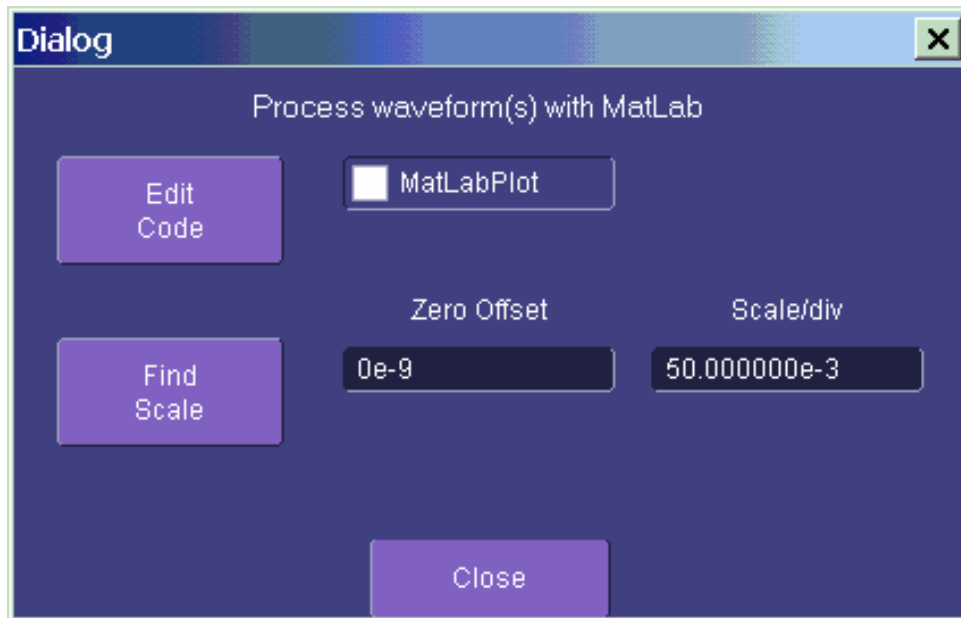 Dialog
Process waveform(s) with MatLab
Edit
Code
MatLabPlot
Zero Offset
Scale/div
Find
Scale
0e-9
50.000000e-3
Close